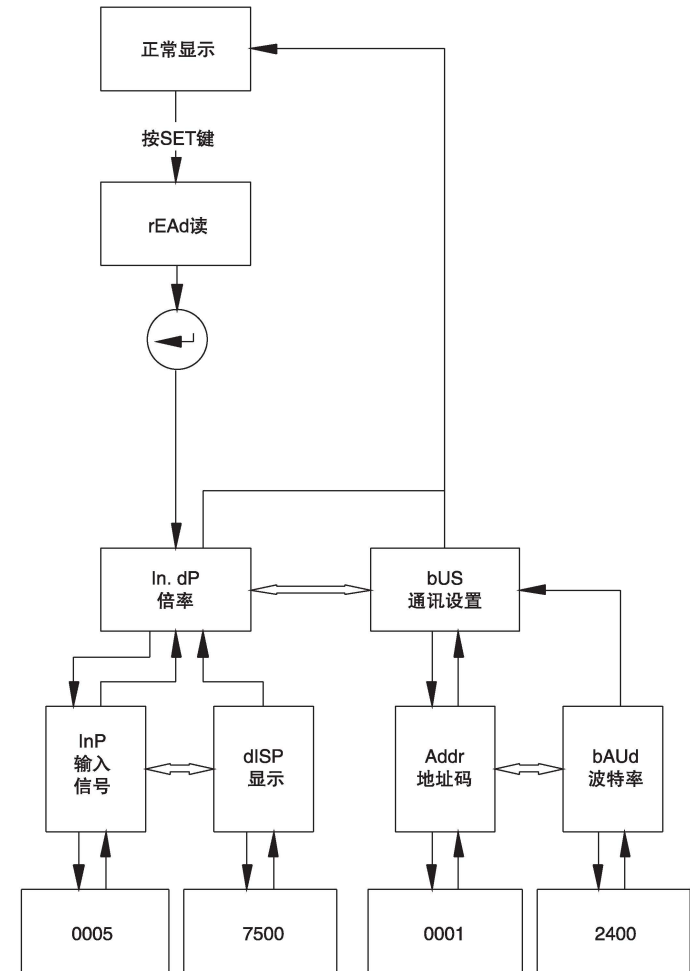 正常显示
按SET键
rEAd读
In. dP
倍率
bUS
通讯设置
InP
输入
信号
dISP
显示
Addr
地址码
bAUd
波特率
0005
7500
0001
2400